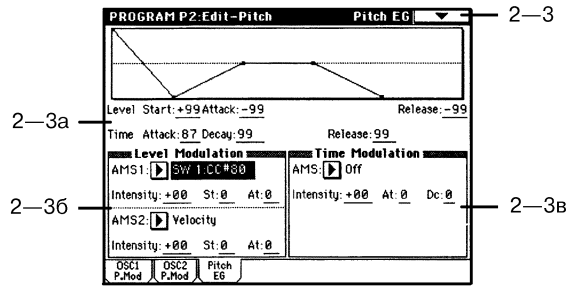 PROGRAM P2:Edit-Pitch Pitch EG
2—3
Level Start:+99 Attack:-99 Release:-99
2—3а
Time Attack:87 Decay:99 Release:99
Level Modulation
Time Modulation
AMS1: SW 1:CC#80
AMS: Off
Intensity:+00 St:0 At:0
Intensity:+00 At:0 Dc:0
2—3б
2—3в
AMS2: Velocity
Intensity:+00 St:0 At:0
OSC1 P.Mod
OSC2 P.Mod
Pitch EG